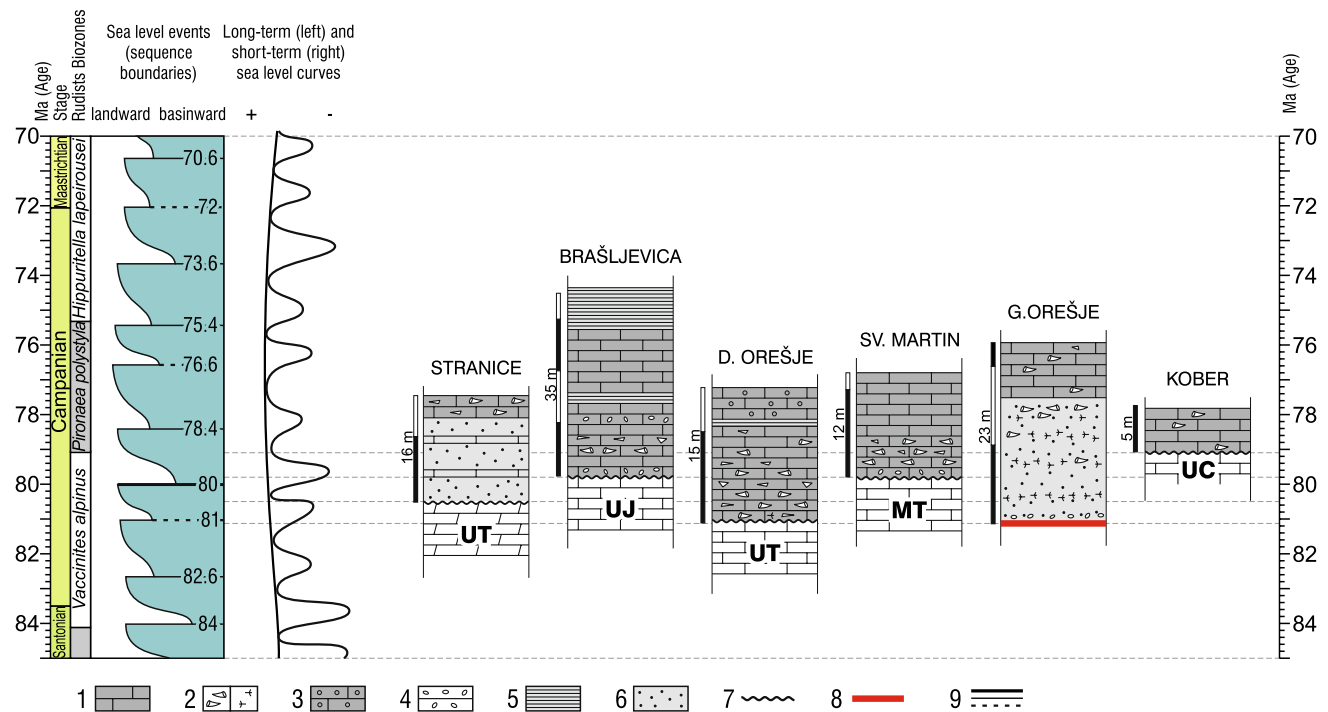 Ma (Age)
Stage
Rudists Biozones
Sea level events
(sequence
boundaries)
landward basinward
Long-term (left) and
short-term (right)
sea level curves
+ -
Ma (Age)
70
72
74
76
78
80
82
84
Maastrichtian
Campanian
Santonian
Hippuritella lapeirousei
Pironaea polystyla
Vaccinites alpinus
70.6
72
73.6
75.4
76.6
78.4
80
81
82.6
84
STRANICE
16 m
UT
BRAŠLJEVICA
35 m
UJ
D. OREŠJE
15 m
UT
SV. MARTIN
12 m
MT
G.OREŠJE
23 m
KOBER
5 m
UC
70
72
74
76
78
80
82
84
1 2 3 4 5 6 7 8 9